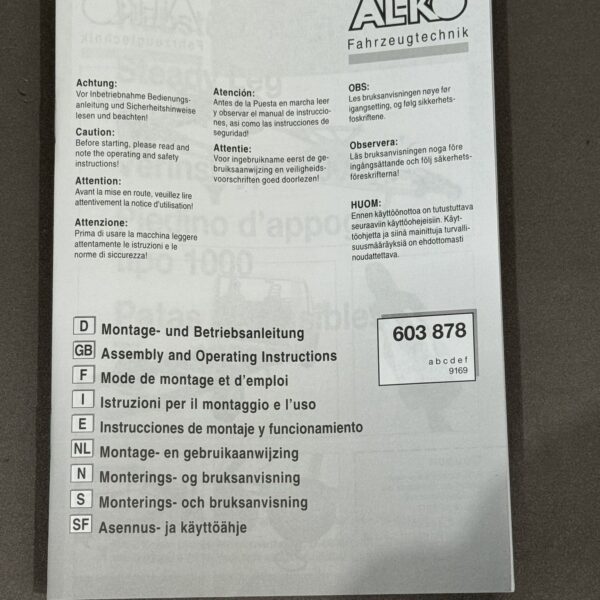 AL-KO
Fahrzeugtechnik
Achtung:
Vor Inbetriebnahme Bedienungs-
anleitung und Sicherheitshinweise
lesen und beachten!
Caution:
Before starting, please read and
note the operating and safety
instructions!
Attention:
Avant la mise en route, veuillez lire
attentivement la notice d'utilisation!
Attenzione:
Prima di usare la macchina leggere
attentamente le istruzioni e le
norme di siccurezza!
Atención:
Antes de la Puesta en marcha leer
y observar el manual de instruccio-
nes, asi como las instrucciones de
seguridad!
Attentie:
Voor ingebruikname eerst de ge-
bruiksaanwijzing en veiligheids-
voorschriften goed doorlezen!
OBS:
Les bruksanvisningen nøye før
igangsetting, og følg sikkerhets-
foskriftene.
Observera:
Läs bruksanvisningen noga före
ingångsättande och följ säkerhets-
föreskrifterna!
HUOM:
Ennen käyttöönottoa on tutustuttava
seuraaviin käyttöohejeisiin. Käyt-
töohjetta ja siinä mainittuja turvalli-
suusmääräyksiä on ehdottomasti
noudattettava.
D Montage- und Betriebsanleitung
GB Assembly and Operating Instructions
F Mode de montage et d'emploi
I Istruzioni per il montaggio e l'uso
E Instrucciones de montaje y funcionamiento
NL Montage- en gebruikaanwijzing
N Monterings- og bruksanvisning
S Monterings- och bruksanvisning
SF Asennus- ja käyttöähje
603 878
a b c d e f
9169